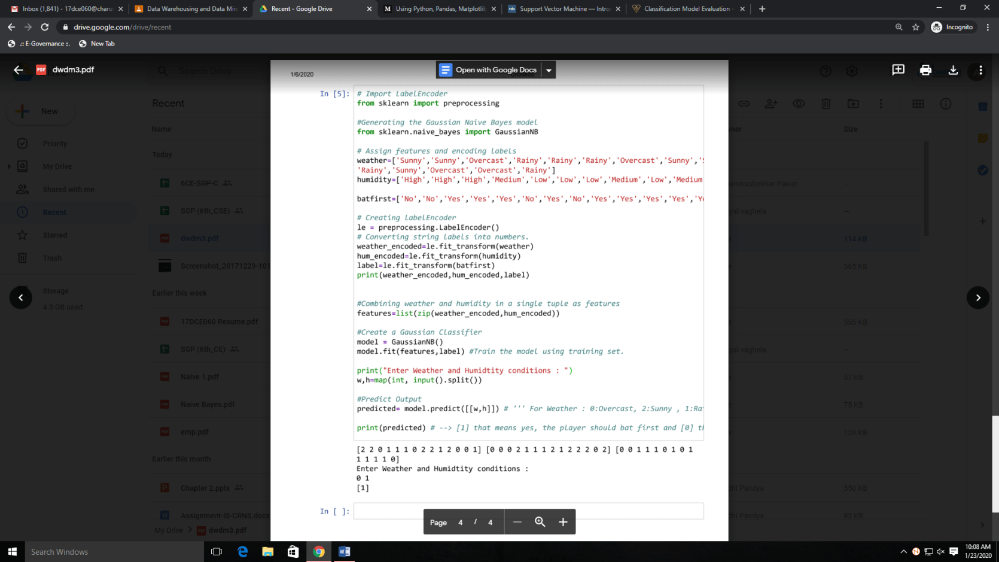 Inbox (1,841) - 17dce060@charus
Data Warehousing and Data Min
Recent - Google Drive
Using Python, Pandas, Matplotlib
Support Vector Machine — Intro
Classification Model Evaluation -
drive.google.com/drive/recent
Incognito
.:: E-Governance ::.
New Tab
dwdm3.pdf
Search Drive
Open with Google Docs
1/6/2020
New
Recent
Name
Size
Priority
Today
My Drive
6CE-SGP-C
andrashekhar Pawar
Shared with me
Recent
SGP (6th_CSE)
yal vaghela
Starred
dwdm3.pdf
114 KB
Trash
Screenshot_20171229-101
565 KB
Storage
4.3 GB used
Earlier this week
17DCE060 Resume.pdf
555 KB
SGP (6th_CE)
yal vaghela
Naive 1.pdf
57 KB
Naive Bayes.pdf
75 KB
emp.pdf
126 KB
Earlier this month
Chapter 2.pptx
dhi Pandya
550 KB
Assignment-IS-CRNS.docx
dhi Pandya
63 KB
My Drive > dwdm3.pdf
In [5]:
# Import LabelEncoder
from sklearn import preprocessing
#Generating the Gaussian Naive Bayes model
from sklearn.naive_bayes import GaussianNB
# Assign features and encoding labels
weather=['Sunny','Sunny','Overcast','Rainy','Rainy','Rainy','Overcast','Sunny','S
'Rainy','Sunny','Overcast','Overcast','Rainy']
humidity=['High','High','High','Medium','Low','Low','Low','Medium','Low','Medium
batfirst=['No','No','Yes','Yes','Yes','No','Yes','No','Yes','Yes','Yes','Yes','Ye
# Creating labelEncoder
le = preprocessing.LabelEncoder()
# Converting string labels into numbers.
weather_encoded=le.fit_transform(weather)
hum_encoded=le.fit_transform(humidity)
label=le.fit_transform(batfirst)
print(weather_encoded,hum_encoded,label)
#Combining weather and humidity in a single tuple as features
features=list(zip(weather_encoded,hum_encoded))
#Create a Gaussian Classifier
model = GaussianNB()
model.fit(features,label) #Train the model using training set.
print("Enter Weather and Humidtity conditions : ")
w,h=map(int, input().split())
#Predict Output
predicted= model.predict([[w,h]]) # ''' For Weather : 0:Overcast, 2:Sunny , 1:Ra
print(predicted) # --> [1] that means yes, the player should bat first and [0] t
[2 2 0 1 1 1 0 2 2 1 2 0 0 1] [0 0 0 2 1 1 1 2 1 2 2 2 0 2] [0 0 1 1 1 0 1 0 1
1 1 1 1 0]
Enter Weather and Humidtity conditions :
0 1
[1]
In [ ]:
Page 4 / 4
Search Windows
10:08 AM
1/23/2020